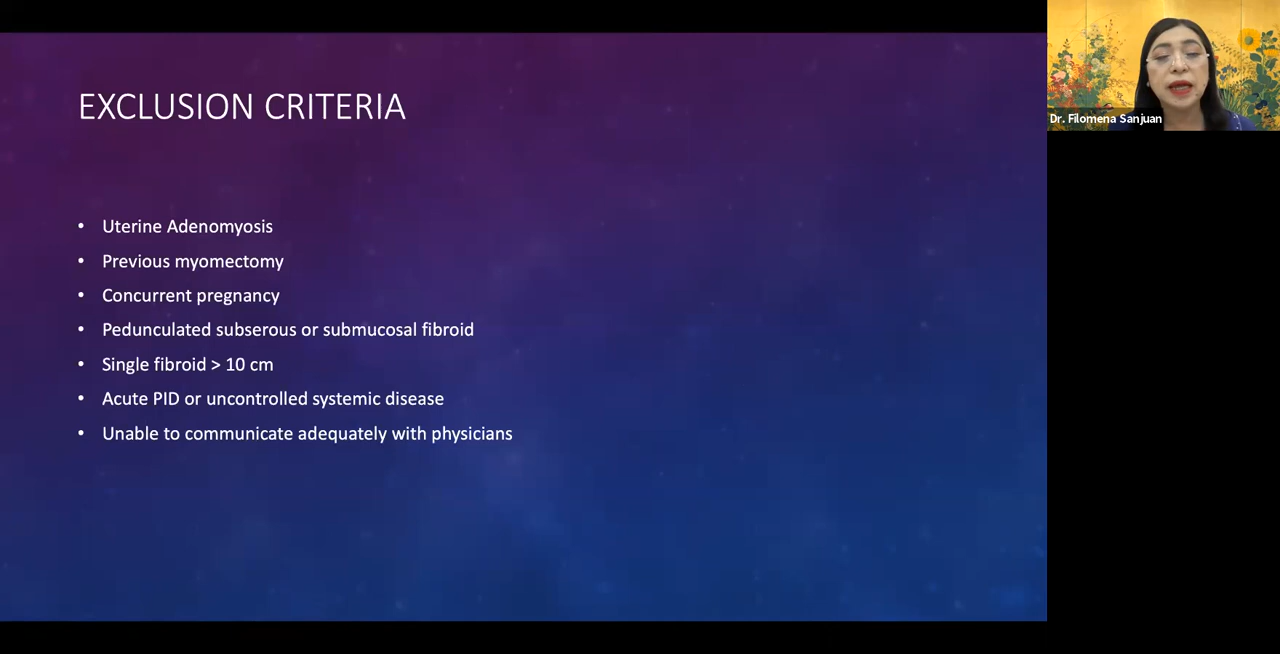 EXCLUSION CRITERIA
• Uterine Adenomyosis
• Previous myomectomy
• Concurrent pregnancy
• Pedunculated subserous or submucosal fibroid
• Single fibroid > 10 cm
• Acute PID or uncontrolled systemic disease
• Unable to communicate adequately with physicians
Dr. Filomena Sanjuan